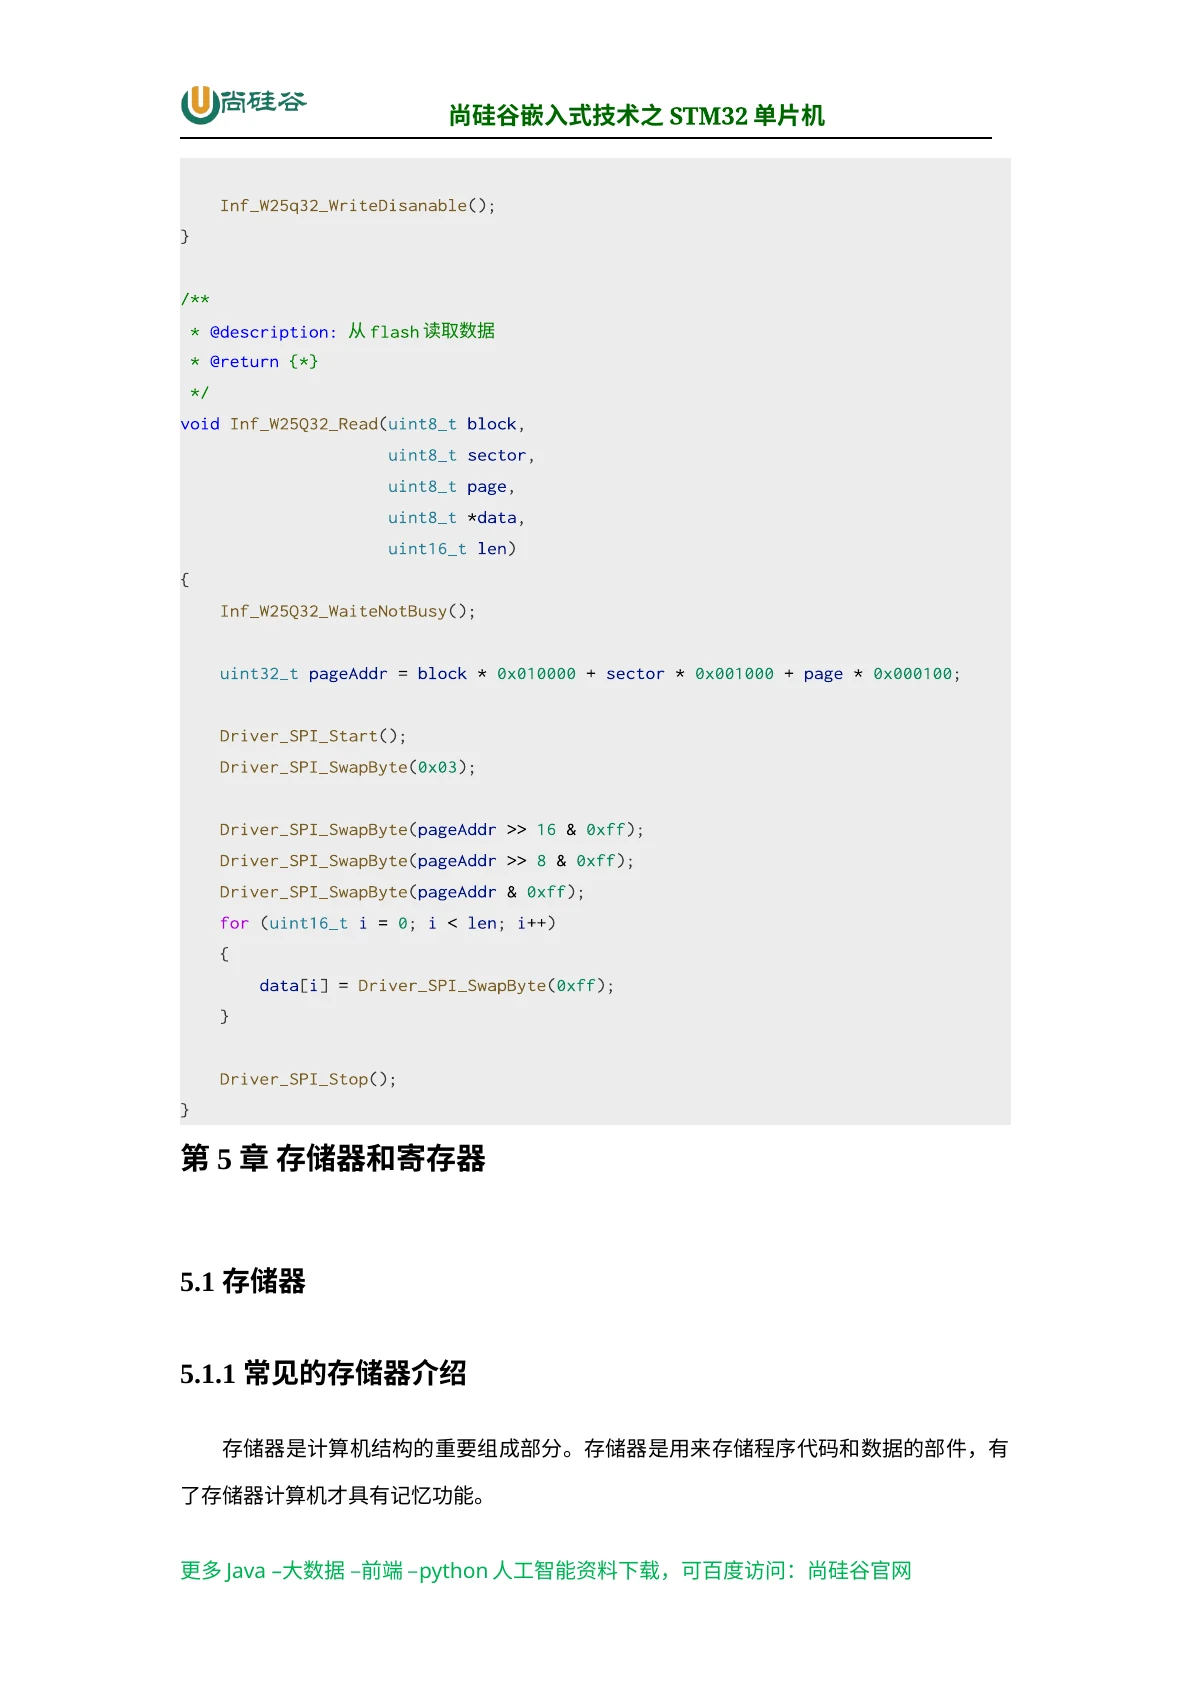 尚硅谷
尚硅谷嵌入式技术之 STM32 单片机
    Inf_W25q32_WriteDisanable();
}
/**
 * @description: 从 flash 读取数据
 * @return {*}
 */
void Inf_W25Q32_Read(uint8_t block,
                     uint8_t sector,
                     uint8_t page,
                     uint8_t *data,
                     uint16_t len)
{
    Inf_W25Q32_WaiteNotBusy();
    uint32_t pageAddr = block * 0x010000 + sector * 0x001000 + page * 0x000100;
    Driver_SPI_Start();
    Driver_SPI_SwapByte(0x03);
    Driver_SPI_SwapByte(pageAddr >> 16 & 0xff);
    Driver_SPI_SwapByte(pageAddr >> 8 & 0xff);
    Driver_SPI_SwapByte(pageAddr & 0xff);
    for (uint16_t i = 0; i < len; i++)
    {
        data[i] = Driver_SPI_SwapByte(0xff);
    }
    Driver_SPI_Stop();
}
第 5 章 存储器和寄存器
5.1 存储器
5.1.1 常见的存储器介绍
存储器是计算机结构的重要组成部分。存储器是用来存储程序代码和数据的部件，有
了存储器计算机才具有记忆功能。
更多 Java –大数据 –前端 –python 人工智能资料下载，可百度访问：尚硅谷官网